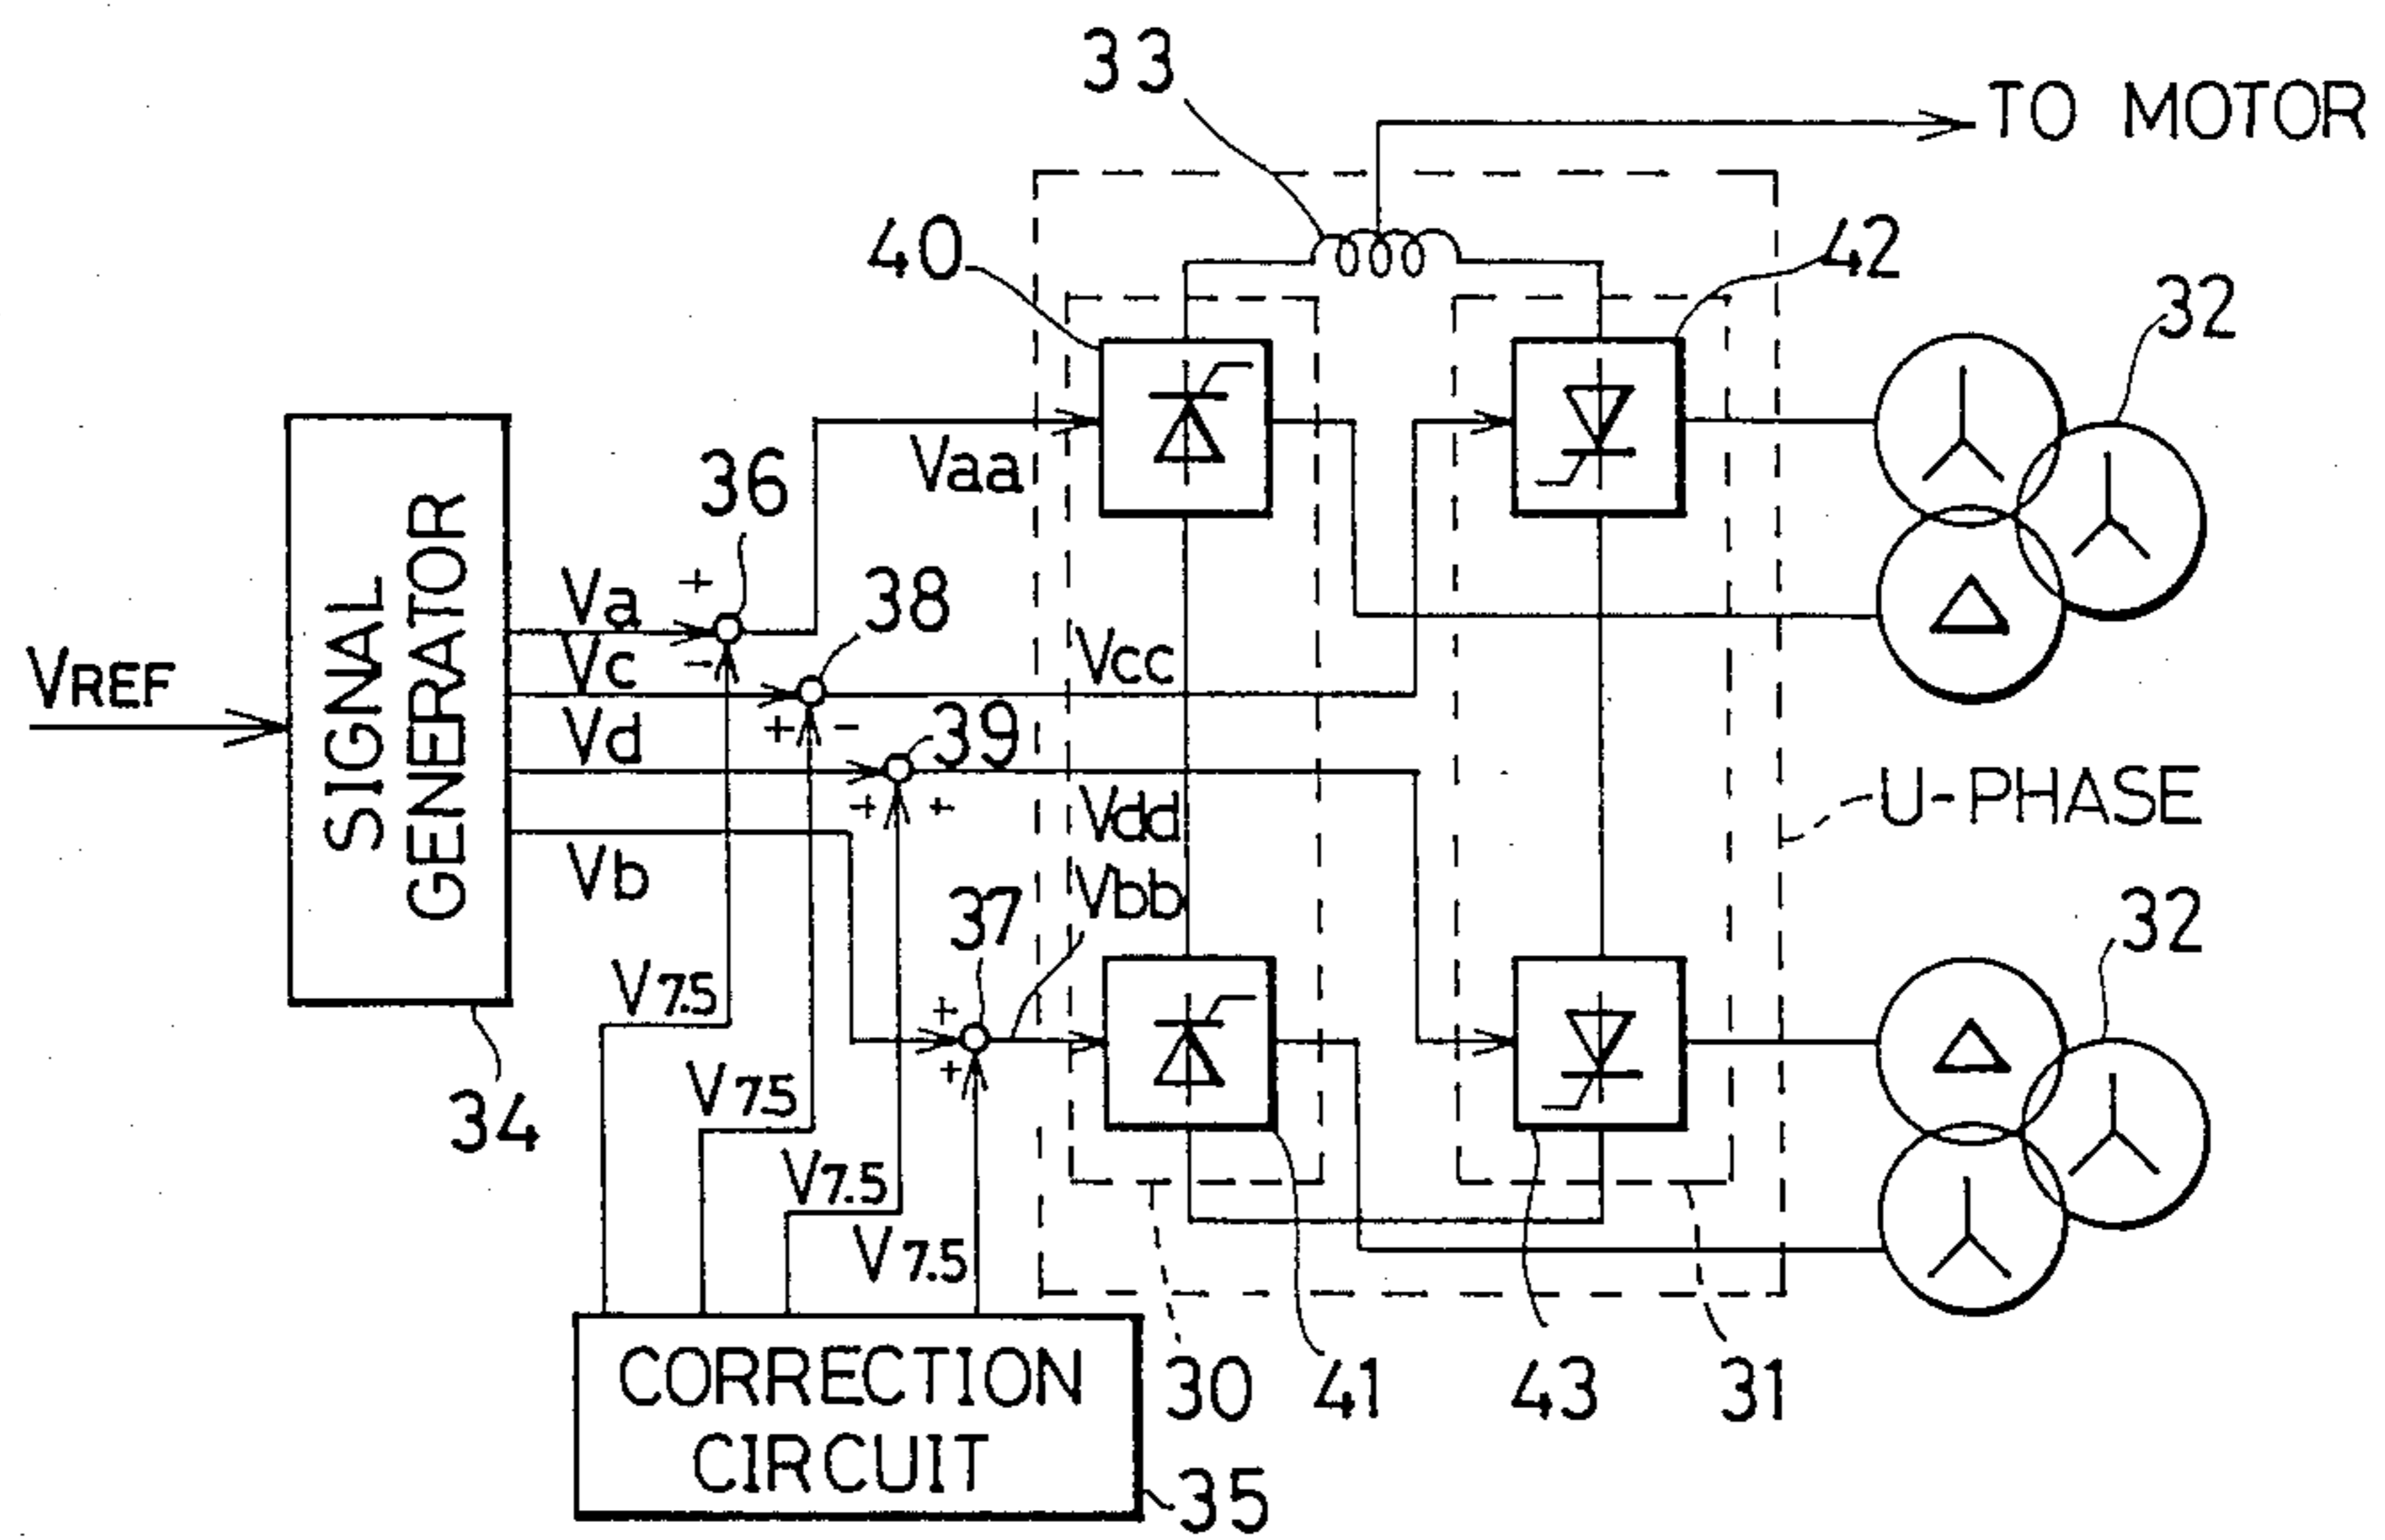 33
TO MOTOR
40
42
32
36
Vaa
SIGNAL
GENERATOR
Va
+
-
38
Vc
Vcc
VREF
+
-
Vd
39
+
+
Vdd
U-PHASE
Vb
Vbb
37
32
V7.5
+
+
34
V7.5
V7.5
V7.5
CORRECTION
CIRCUIT
30
41
43
31
35